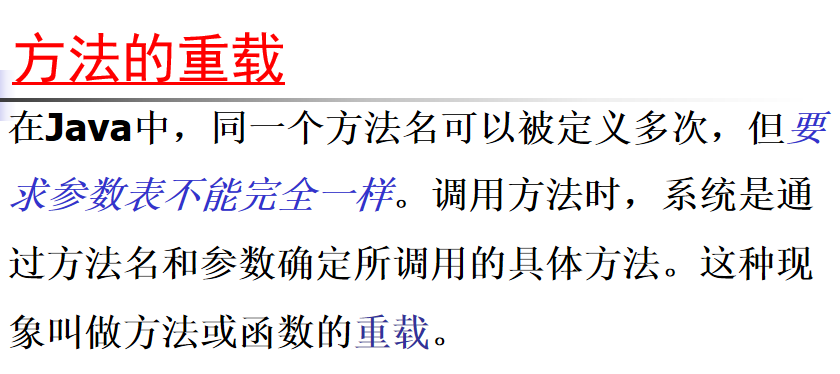 方法的重载
在Java中，同一个方法名可以被定义多次，但要
求参数表不能完全一样。调用方法时，系统是通
过方法名和参数确定所调用的具体方法。这种现
象叫做方法或函数的重载。